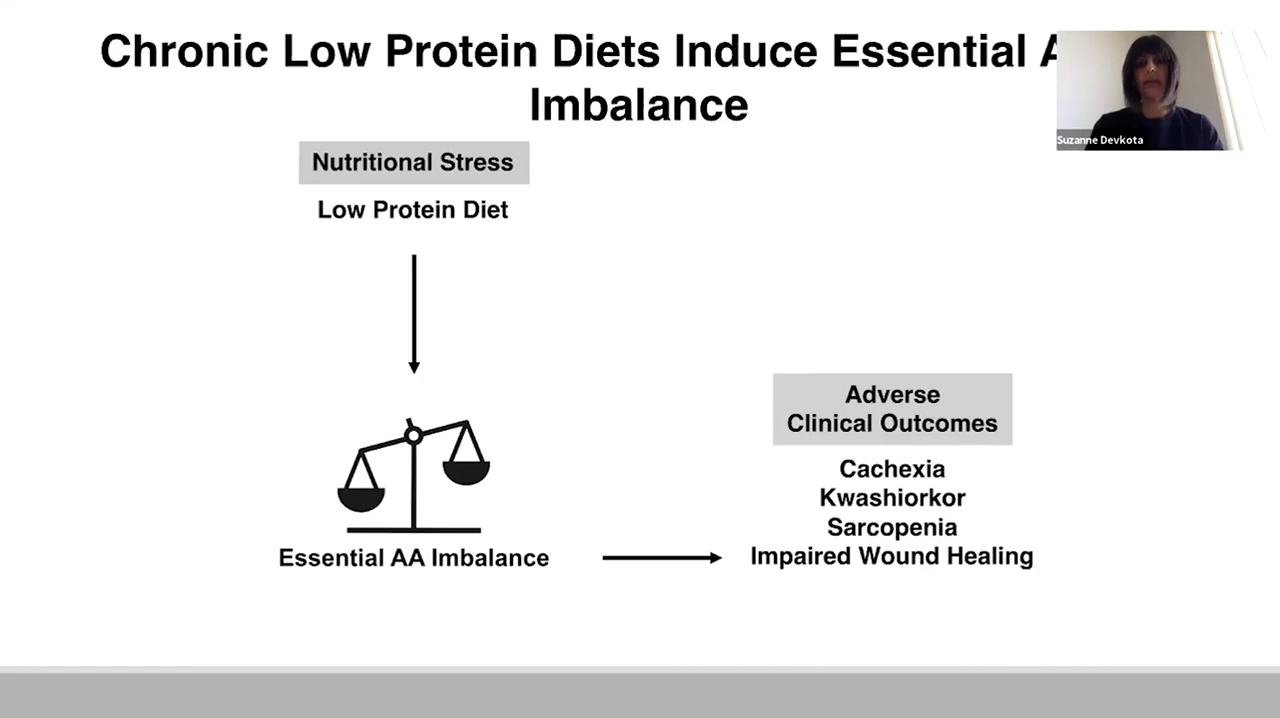 Chronic Low Protein Diets Induce Essential
Imbalance
Suzanne Devkota
Nutritional Stress
Low Protein Diet
Adverse
Clinical Outcomes
Cachexia
Kwashiorkor
Sarcopenia
Essential AA Imbalance
Impaired Wound Healing